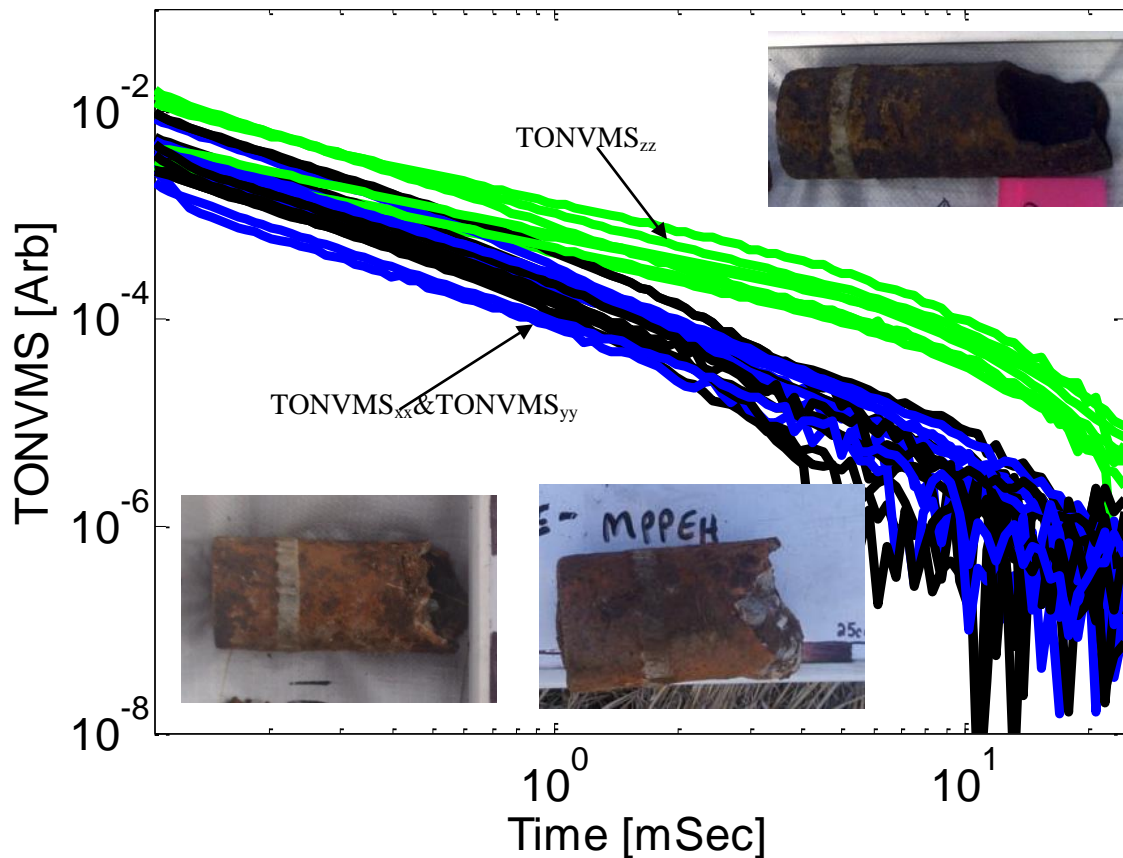 10^-2
10^-4
10^-6
10^-8
TONVMS [Arb]
TONVMS_zz
TONVMS_xx&TONVMS_yy
E- MPPEH
10^0
10^1
Time [mSec]